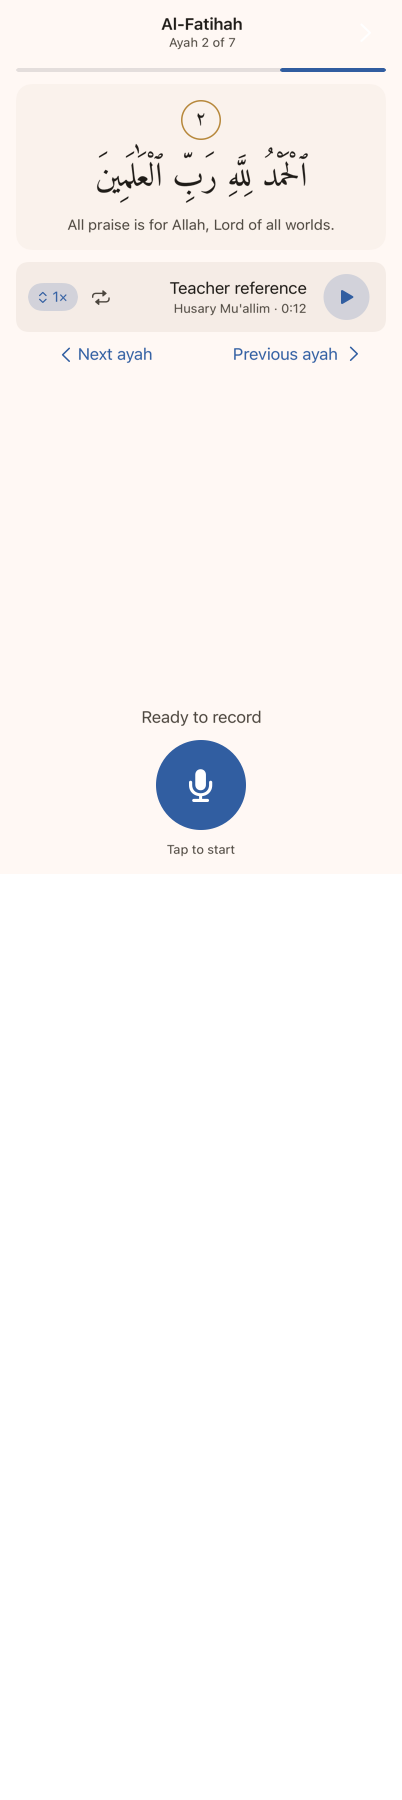 Al-Fatihah
Ayah 2 of 7
٢
ٱلْحَمْدُ لِلَّهِ رَبِّ ٱلْعَٰلَمِينَ
All praise is for Allah, Lord of all worlds.
Teacher reference
Husary Mu'allim · 0:12
1×
Previous ayah
Next ayah
Ready to record
Tap to start